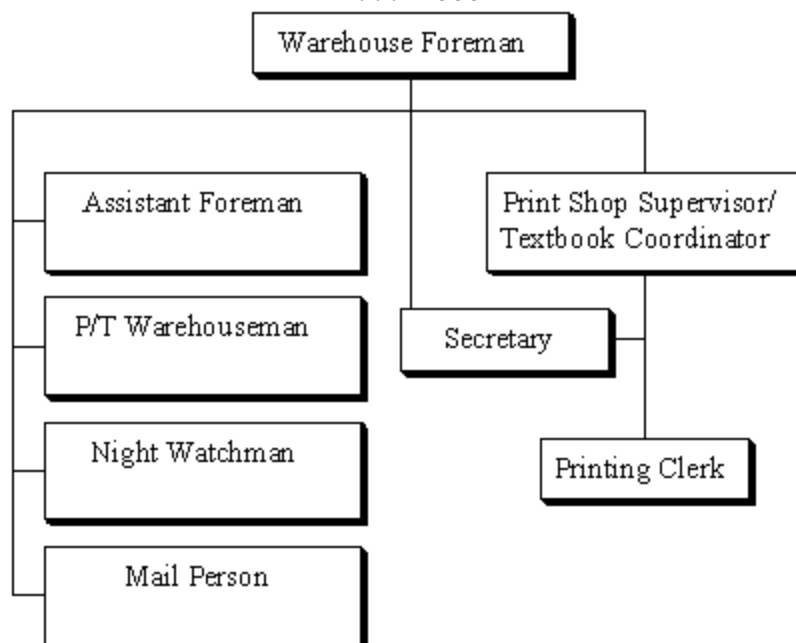 Warehouse Foreman
Assistant Foreman
Print Shop Supervisor/
Textbook Coordinator
P/T Warehouseman
Secretary
Night Watchman
Printing Clerk
Mail Person